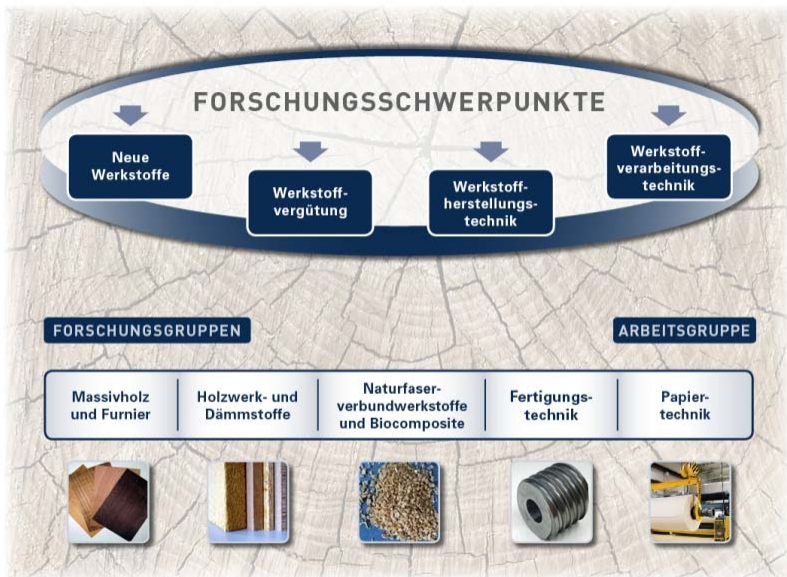 FORSCHUNGSSCHWERPUNKTE
Neue
Werkstoffe
Werkstoff-
vergütung
Werkstoff-
herstellungs-
technik
Werkstoff-
verarbeitungs-
technik
FORSCHUNGSGRUPPEN
ARBEITSGRUPPE
Massivholz
und Furnier
Holzwerk- und
Dämmstoffe
Naturfaser-
verbundwerkstoffe
und Biocomposite
Fertigungs-
technik
Papier-
technik